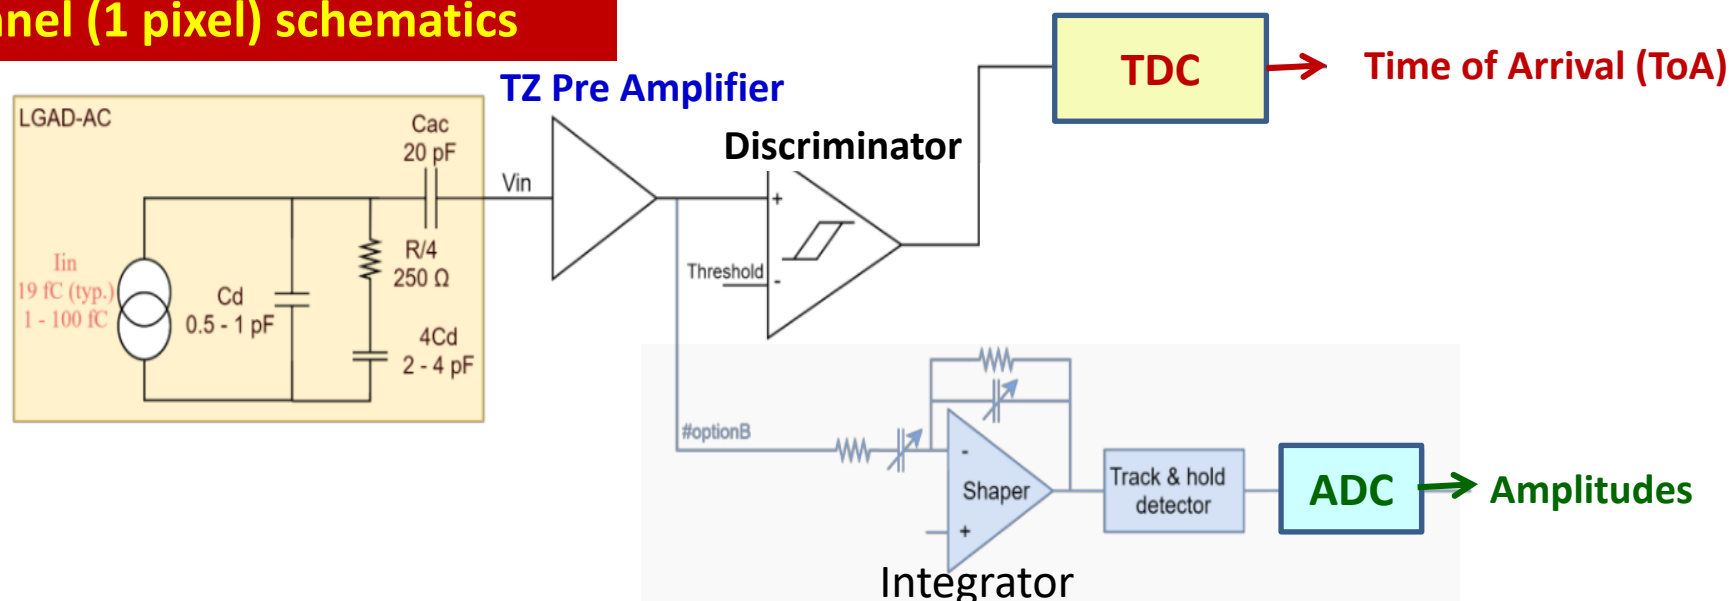 (1 pixel) schematics
TDC
Time of Arrival (ToA)
TZ Pre Amplifier
LGAD-AC
Cac
20 pF
Discriminator
Vin
+
Iin
19 fC (typ.)
1 - 100 fC
Cd
0.5 - 1 pF
R/4
250 Ω
4Cd
2 - 4 pF
Threshold
-
#optionB
-
Shaper
+
Track & hold
detector
ADC
Amplitudes
Integrator